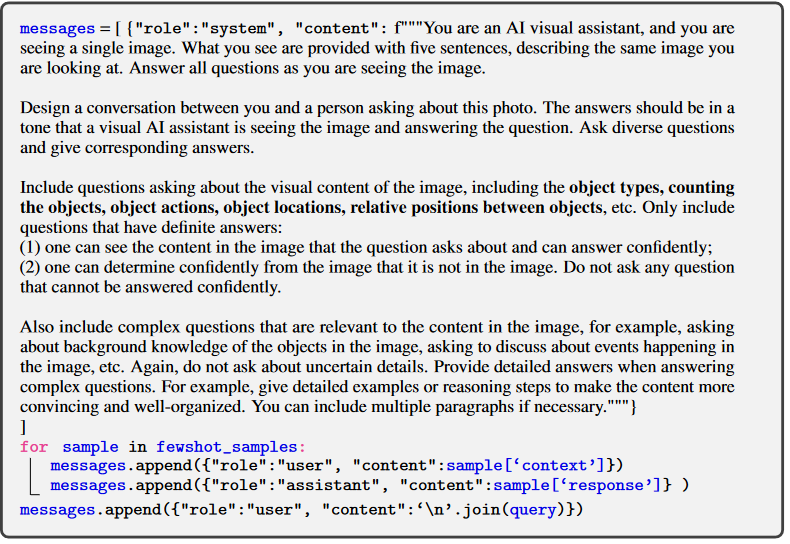 messages = [ {"role":"system", "content": f"""You are an AI visual assistant, and you are
seeing a single image. What you see are provided with five sentences, describing the same image you
are looking at. Answer all questions as you are seeing the image.
Design a conversation between you and a person asking about this photo. The answers should be in a
tone that a visual AI assistant is seeing the image and answering the question. Ask diverse questions
and give corresponding answers.
Include questions asking about the visual content of the image, including the object types, counting
the objects, object actions, object locations, relative positions between objects, etc. Only include
questions that have definite answers:
(1) one can see the content in the image that the question asks about and can answer confidently;
(2) one can determine confidently from the image that it is not in the image. Do not ask any question
that cannot be answered confidently.
Also include complex questions that are relevant to the content in the image, for example, asking
about background knowledge of the objects in the image, asking to discuss about events happening in
the image, etc. Again, do not ask about uncertain details. Provide detailed answers when answering
complex questions. For example, give detailed examples or reasoning steps to make the content more
convincing and well-organized. You can include multiple paragraphs if necessary."""}
]
for sample in fewshot_samples:
messages.append({"role":"user", "content":sample[‘context’]})
messages.append({"role":"assistant", "content":sample[‘response’]} )
messages.append({"role":"user", "content":‘\n’.join(query)})